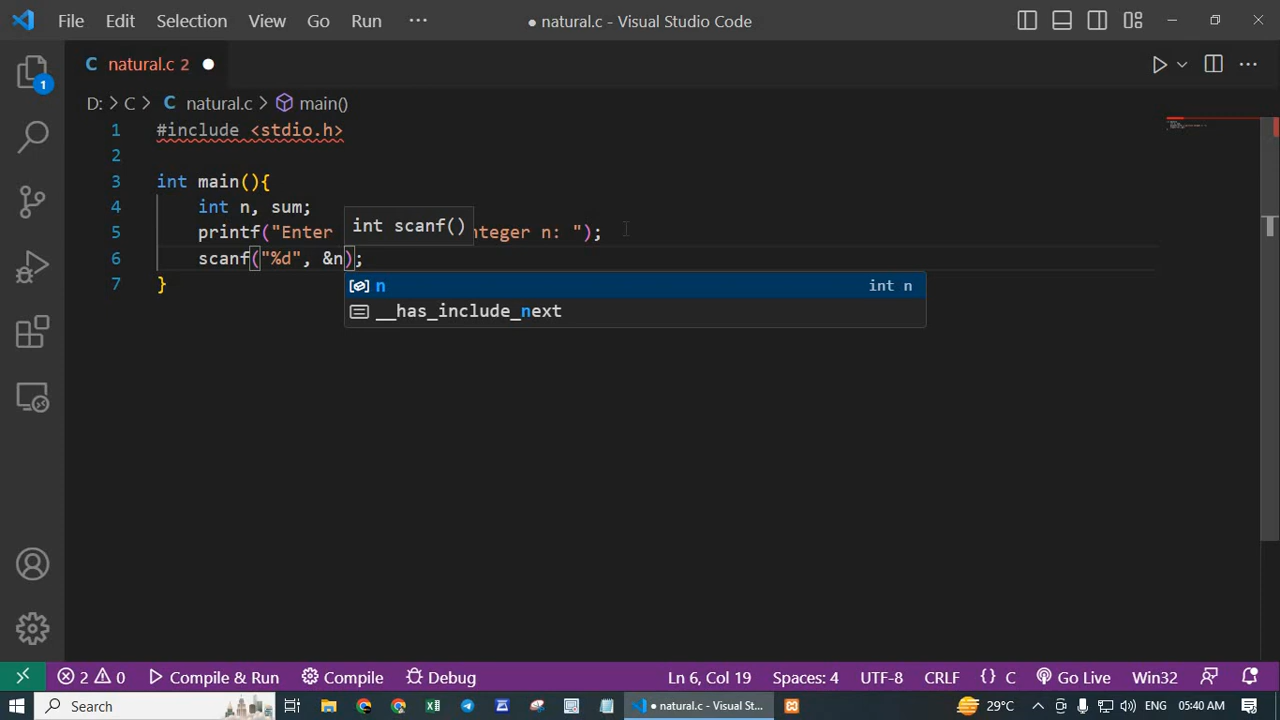 File Edit Selection View Go Run ··· ● natural.c - Visual Studio Code
natural.c 2 ●
D: > C > C natural.c > main()
1 #include <stdio.h>
2
3 int main(){
4 int n, sum;
int scanf()
5 printf("Enter nteger n: ");
6 scanf("%d", &n);
n int n
__has_include_next
7 }
1
2 0 Compile & Run Compile Debug Ln 6, Col 19 Spaces: 4 UTF-8 CRLF {} C Go Live Win32
Search ● natural.c - Visual St... 29°C ENG 05:40 AM